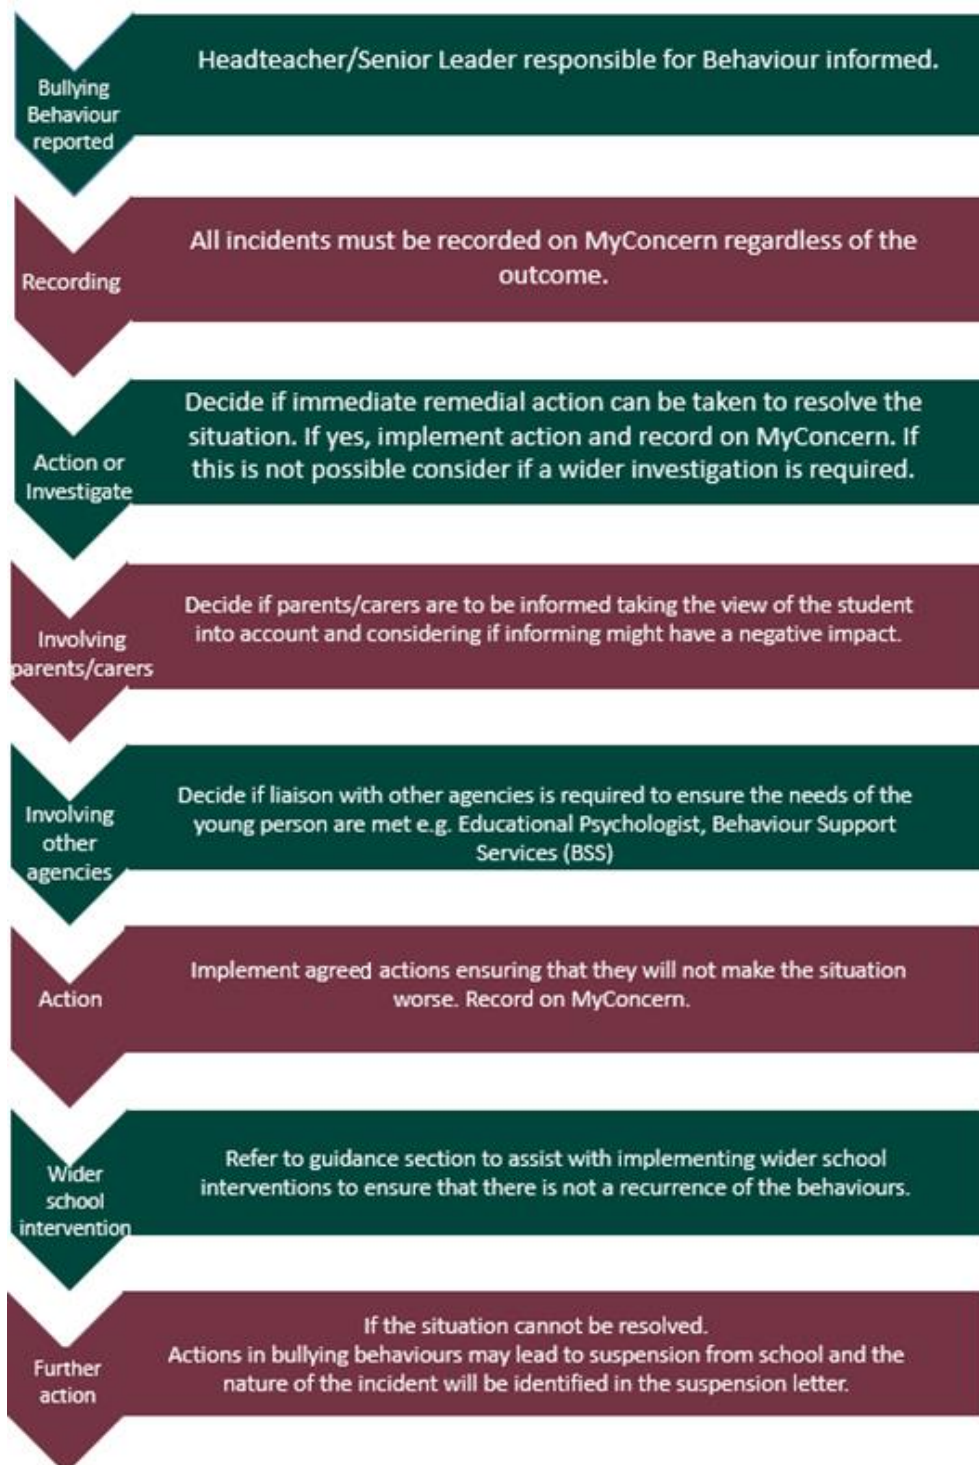 Bullying
Behaviour
reported
Headteacher/Senior Leader responsible for Behaviour informed.
Recording
All incidents must be recorded on MyConcern regardless of the
outcome.
Action or
Investigate
Decide if immediate remedial action can be taken to resolve the
situation. If yes, implement action and record on MyConcern. If
this is not possible consider if a wider investigation is required.
Involving
parents/carers
Decide if parents/carers are to be informed taking the view of the student
into account and considering if informing might have a negative impact.
Involving
other
agencies
Decide if liaison with other agencies is required to ensure the needs of the
young person are met e.g. Educational Psychologist, Behaviour Support
Services (BSS)
Action
Implement agreed actions ensuring that they will not make the situation
worse. Record on MyConcern.
Wider
school
intervention
Refer to guidance section to assist with implementing wider school
interventions to ensure that there is not a recurrence of the behaviours.
Further
action
If the situation cannot be resolved.
Actions in bullying behaviours may lead to suspension from school and the
nature of the incident will be identified in the suspension letter.